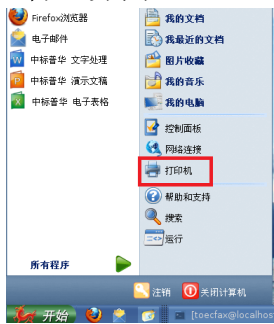 Firefox浏览器
电子邮件
中标普华 文字处理
中标普华 演示文稿
中标普华 电子表格
所有程序
我的文档
我最近的文档
图片收藏
我的音乐
我的电脑
控制面板
网络连接
打印机
帮助和支持
搜索
运行
注销 关闭计算机
开始 [toecfax@localhos